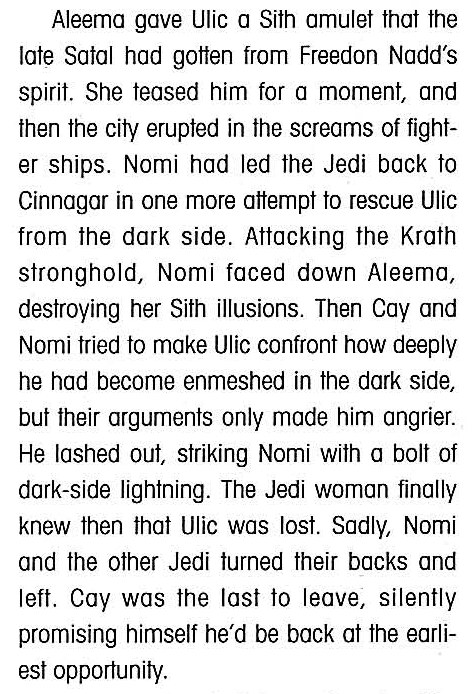 Aleema gave Ulic a Sith amulet that the
late Satal had gotten from Freedon Nadd's
spirit. She teased him for a moment, and
then the city erupted in the screams of fight-
er ships. Nomi had led the Jedi back to
Cinnagar in one more attempt to rescue Ulic
from the dark side. Attacking the Krath
stronghold, Nomi faced down Aleema,
destroying her Sith illusions. Then Cay and
Nomi tried to make Ulic confront how deeply
he had become enmeshed in the dark side,
but their arguments only made him angrier.
He lashed out, striking Nomi with a bolt of
dark-side lightning. The Jedi woman finally
knew then that Ulic was lost. Sadly, Nomi
and the other Jedi turned their backs and
left. Cay was the last to leave, silently
promising himself he'd be back at the earli-
est opportunity.